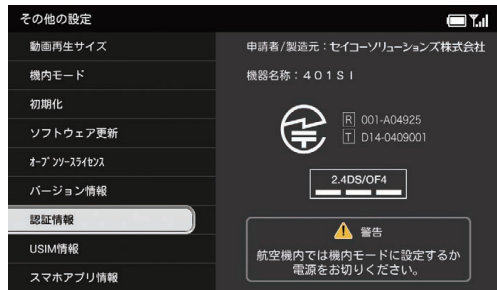 その他の設定
動画再生サイズ
機内モード
初期化
ソフトウェア更新
ｵｰﾌﾟﾝｿｰｽﾗｲｾﾝｽ
バージョン情報
認証情報
USIM情報
スマホアプリ情報
申請者/製造元：セイコーソリューションズ株式会社
機器名称：４０１ＳＩ
R 001-A04925
T D14-0409001
2.4DS/OF4
警告
航空機内では機内モードに設定するか
電源をお切りください。